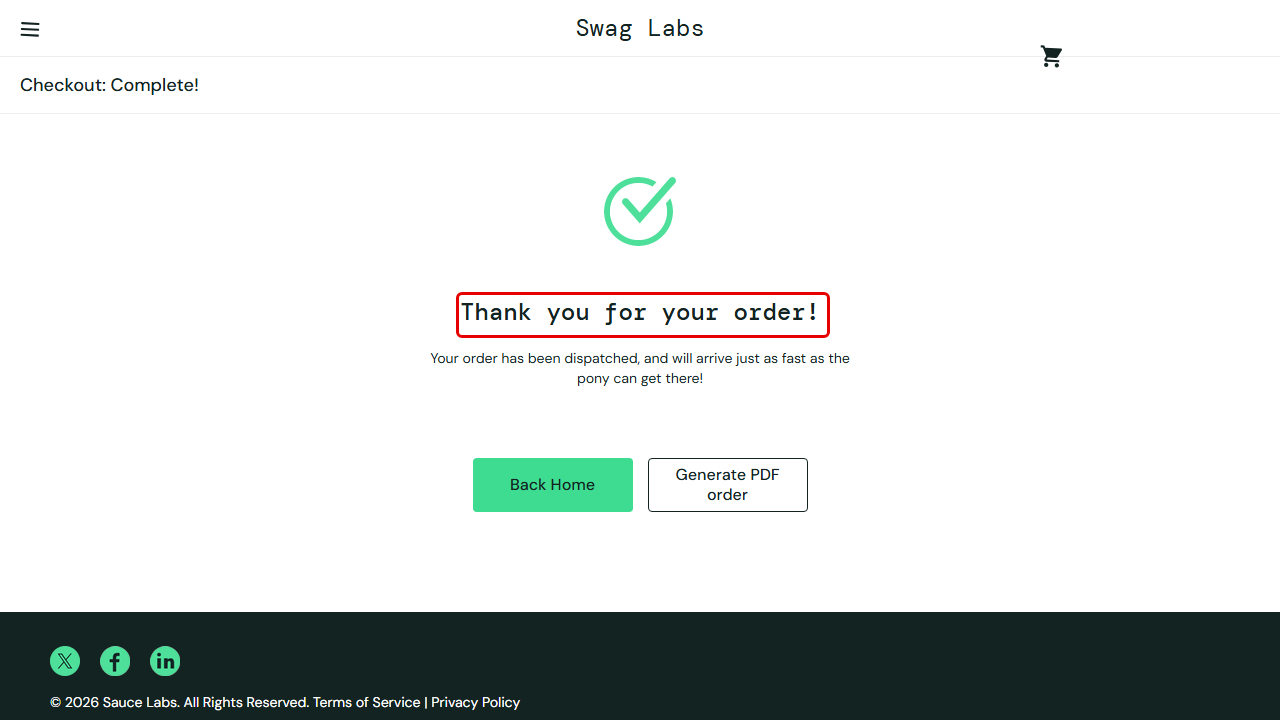 Swag Labs
Checkout: Complete!
Thank you for your order!
Your order has been dispatched, and will arrive just as fast as the
pony can get there!
Back Home
Generate PDF
order
© 2026 Sauce Labs. All Rights Reserved. Terms of Service | Privacy Policy